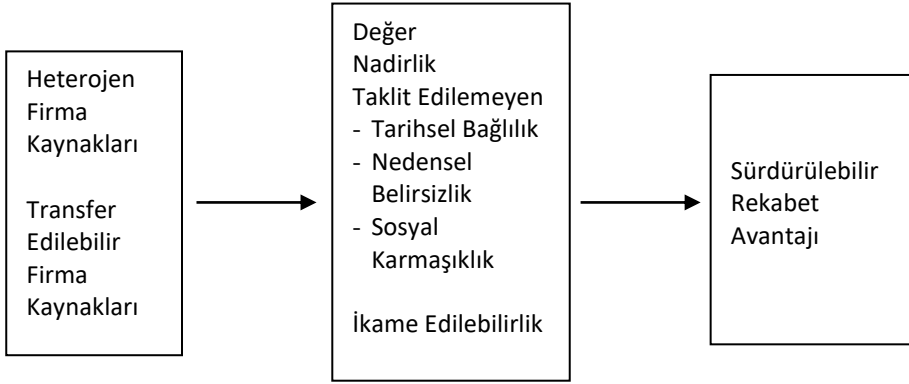 Heterojen
Firma
Kaynakları
Transfer
Edilebilir
Firma
Kaynakları
Değer
Nadirlik
Taklit Edilemeyen
- Tarihsel Bağlılık
- Nedensel
Belirsizlik
- Sosyal
Karmaşıklık
İkame Edilebilirlik
Sürdürülebilir
Rekabet
Avantajı